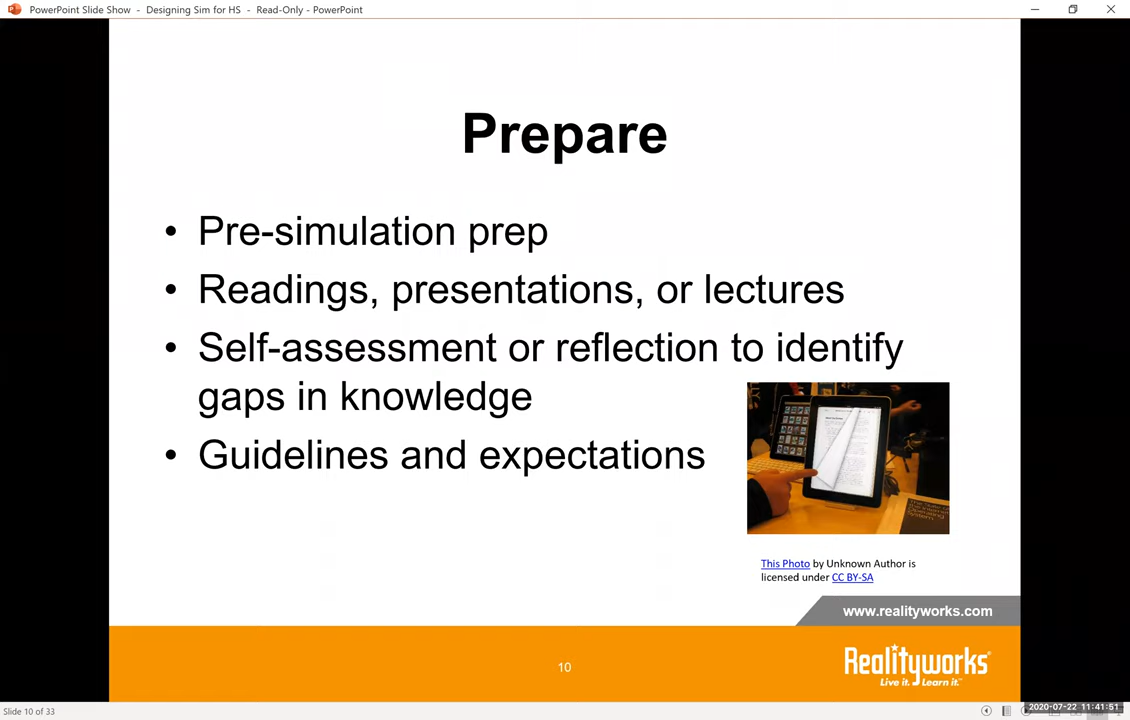 PowerPoint Slide Show - Designing Sim for HS - Read-Only - PowerPoint
Prepare
• Pre-simulation prep
• Readings, presentations, or lectures
• Self-assessment or reflection to identify
gaps in knowledge
• Guidelines and expectations
This Photo by Unknown Author is
licensed under CC BY-SA
www.realityworks.com
10
Realityworks®
Live it. Learn it.™
Slide 10 of 33
2020-07-22 11:41:51